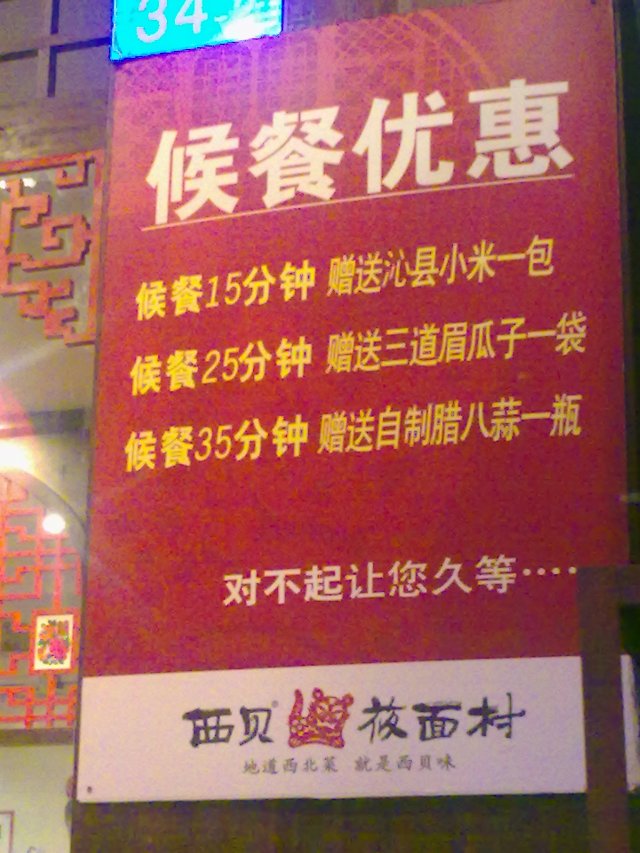 34
候餐优惠
候餐15分钟 赠送沁县小米一包
候餐25分钟 赠送三道眉瓜子一袋
候餐35分钟 赠送自制腊八蒜一瓶
对不起让您久等····
西贝 莜面村
地道西北菜 就是西贝味